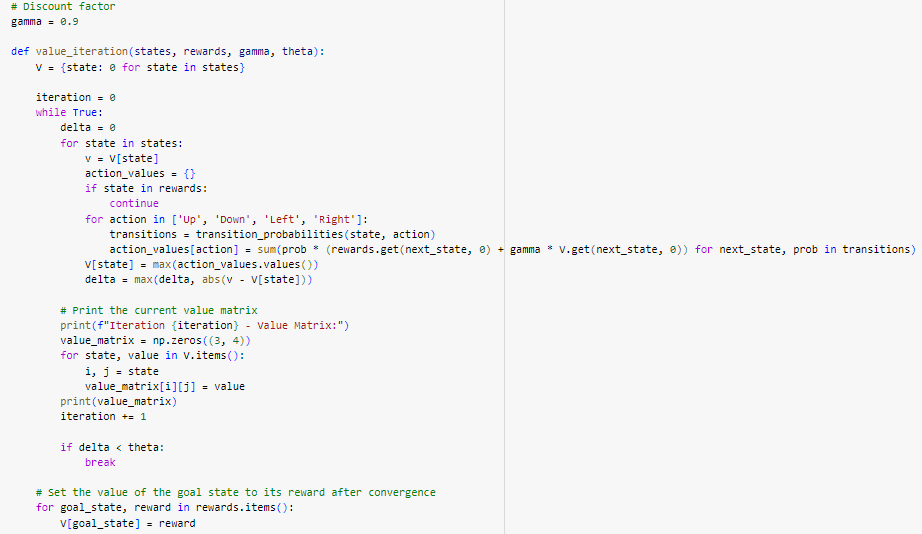 # Discount factor
gamma = 0.9
def value_iteration(states, rewards, gamma, theta):
    V = {state: 0 for state in states}
    iteration = 0
    while True:
        delta = 0
        for state in states:
            v = V[state]
            action_values = {}
            if state in rewards:
                continue
            for action in ['Up', 'Down', 'Left', 'Right']:
                transitions = transition_probabilities(state, action)
                action_values[action] = sum(prob * (rewards.get(next_state, 0) + gamma * V.get(next_state, 0)) for next_state, prob in transitions)
            V[state] = max(action_values.values())
            delta = max(delta, abs(v - V[state]))
        # Print the current value matrix
        print(f"Iteration {iteration} - Value Matrix:")
        value_matrix = np.zeros((3, 4))
        for state, value in V.items():
            i, j = state
            value_matrix[i][j] = value
        print(value_matrix)
        iteration += 1
        if delta < theta:
            break
    # Set the value of the goal state to its reward after convergence
    for goal_state, reward in rewards.items():
        V[goal_state] = reward